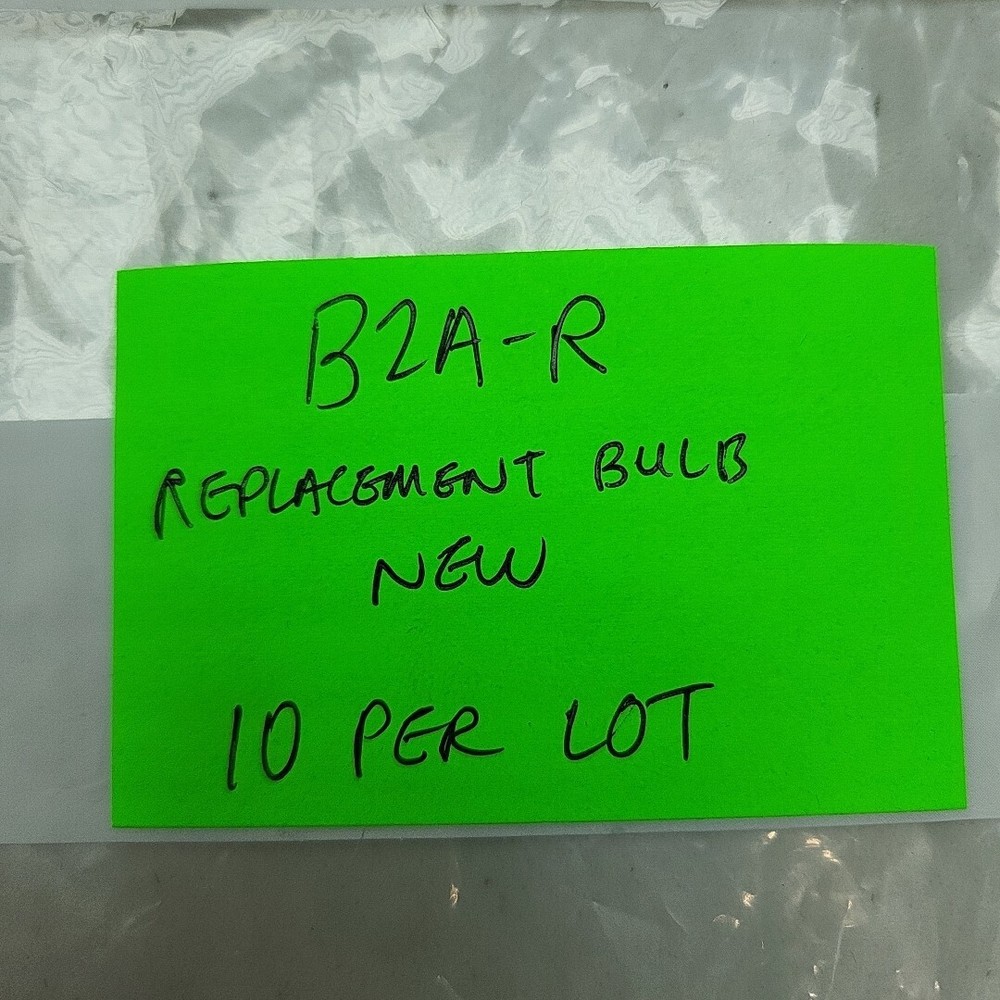 B2A-R
REPLACEMENT BULB
NEW
10 PER LOT